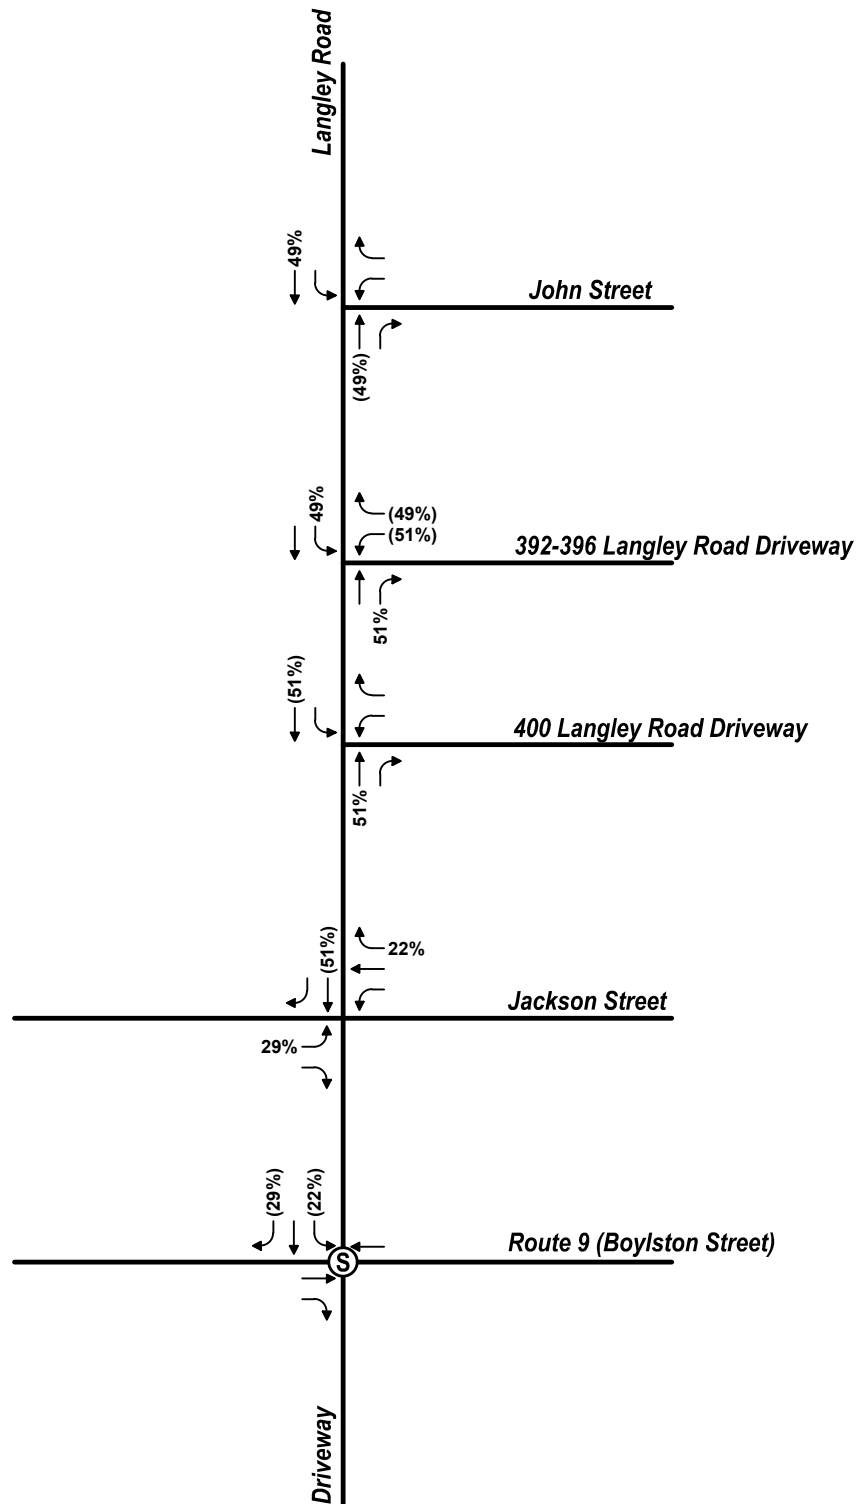 Langley Road
49%
John Street
(49%)
49%
(49%)
(51%)
392-396 Langley Road Driveway
51%
(51%)
400 Langley Road Driveway
51%
(51%)
22%
Jackson Street
29%
(29%)
(22%)
Route 9 (Boylston Street)
S
Driveway